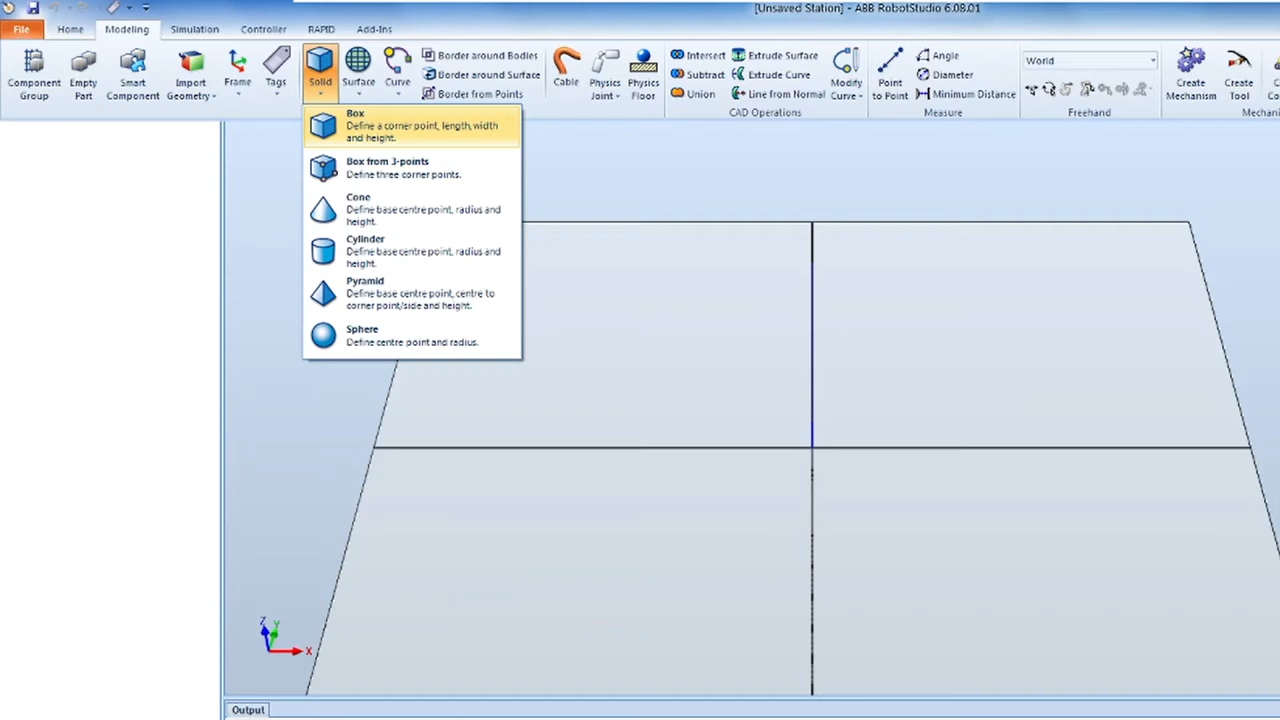 [Unsaved Station] - ABB RobotStudio 6.08.01
File Home Modeling Simulation Controller RAPID Add-Ins
Component Group
Empty Part
Smart Component
Import Geometry
Frame
Tags
Solid
Surface
Curve
Border around Bodies
Border around Surface
Border from Points
Cable
Physics Joint
Physics Floor
Intersect
Subtract
Union
Extrude Surface
Extrude Curve
Line from Normal
Modify Curve
CAD Operations
Point to Point
Angle
Diameter
Minimum Distance
Measure
World
Freehand
Create Mechanism
Create Tool
Box
Define a corner point, length, width
and height.
Box from 3-points
Define three corner points.
Cone
Define base centre point, radius and
height.
Cylinder
Define base centre point, radius and
height.
Pyramid
Define base centre point, centre to
corner point/side and height.
Sphere
Define centre point and radius.
Z
Y
X
Output